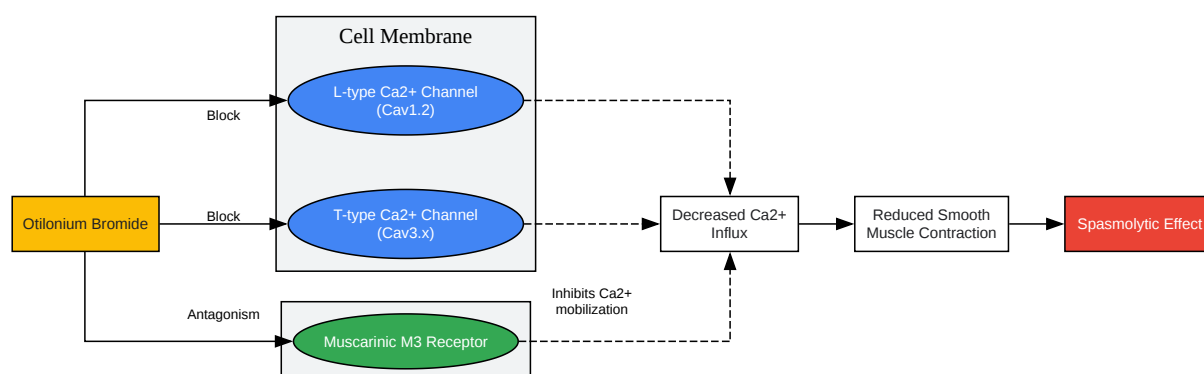 Cell Membrane
L-type Ca2+ Channel
(Cav1.2)
Block
Otilonium Bromide
Block
T-type Ca2+ Channel
(Cav3.x)
Decreased Ca2+
Influx
Reduced Smooth
Muscle Contraction
Spasmolytic Effect
Antagonism
Muscarinic M3 Receptor
Inhibits Ca2+
mobilization